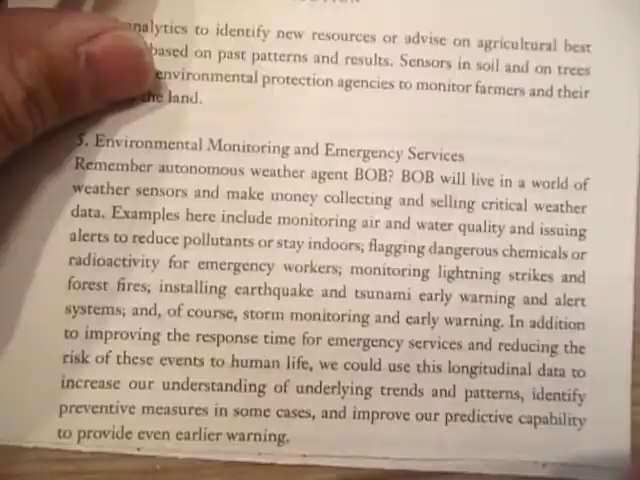 analytics to identify new resources or advise on agricultural best
based on past patterns and results. Sensors in soil and on trees
environmental protection agencies to monitor farmers and their
the land.
5. Environmental Monitoring and Emergency Services
Remember autonomous weather agent BOB? BOB will live in a world of
weather sensors and make money collecting and selling critical weather
data. Examples here include monitoring air and water quality and issuing
alerts to reduce pollutants or stay indoors; flagging dangerous chemicals or
radioactivity for emergency workers; monitoring lightning strikes and
forest fires; installing earthquake and tsunami early warning and alert
systems; and, of course, storm monitoring and early warning. In addition
to improving the response time for emergency services and reducing the
risk of these events to human life, we could use this longitudinal data to
increase our understanding of underlying trends and patterns, identify
preventive measures in some cases, and improve our predictive capability
to provide even earlier warning.